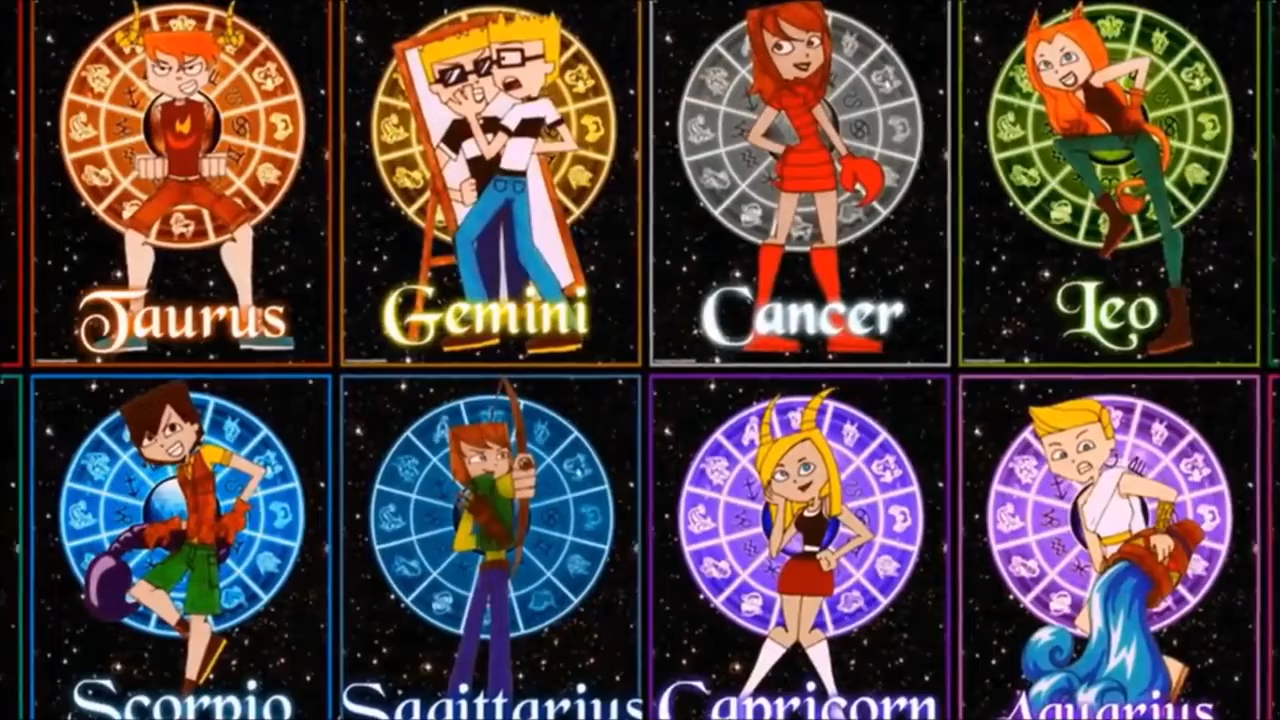 Taurus
Gemini
Cancer
Leo
Scorpio
Sagittarius
Capricorn
Aquarius